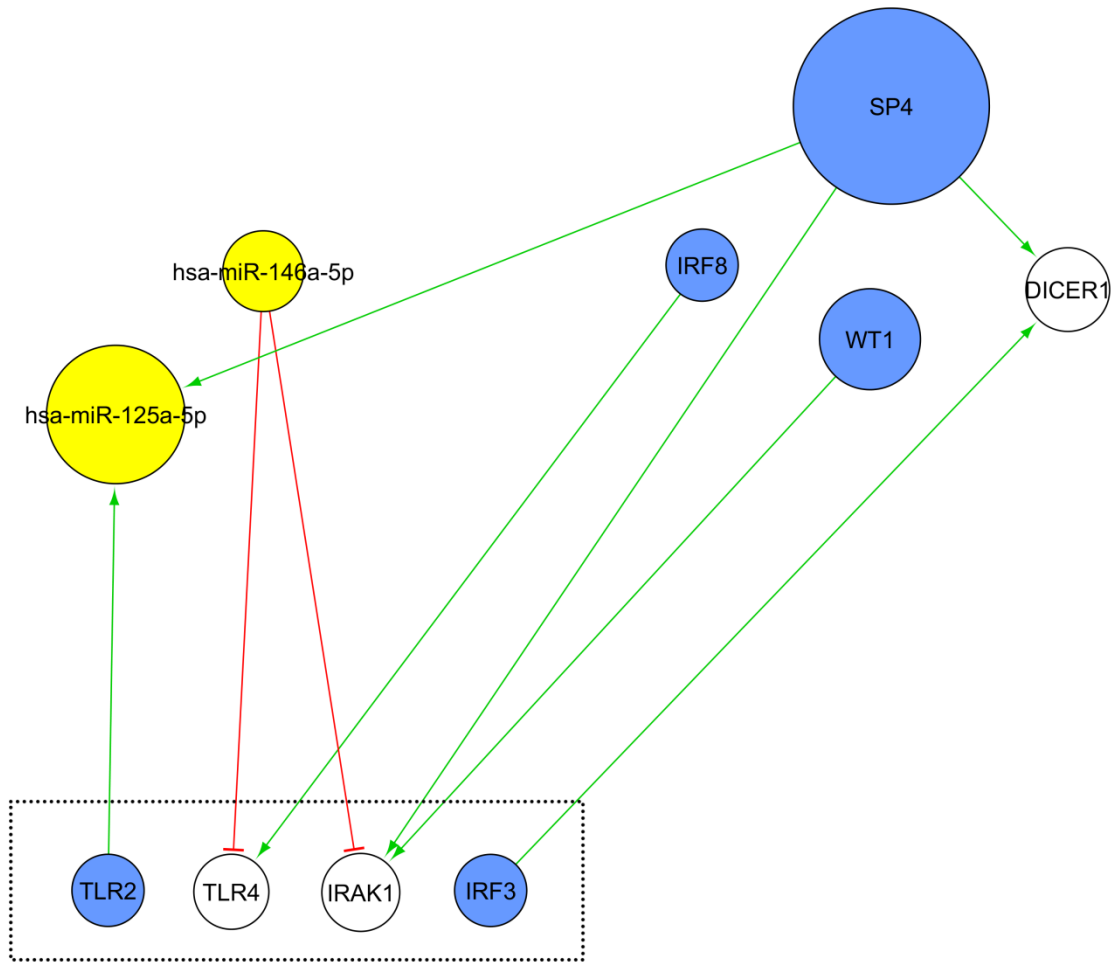 SP4
hsa-miR-146a-5p
IRF8
DICER1
WT1
hsa-miR-125a-5p
TLR2
TLR4
IRAK1
IRF3